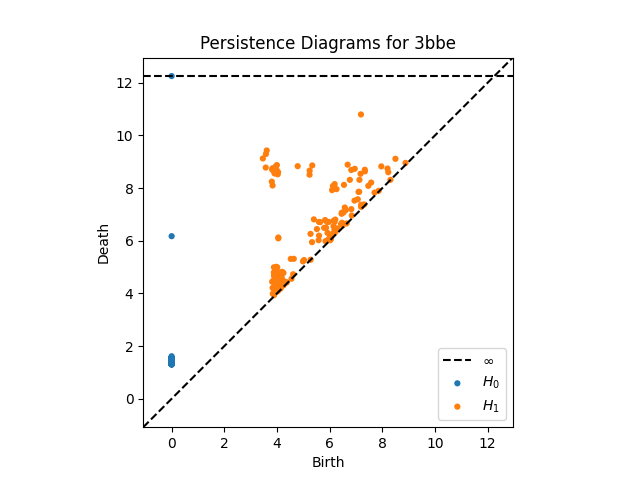 Persistence Diagrams for 3bbe
Death
12
10
8
6
4
2
0
0 2 4 6 8 10 12
Birth
∞
H₀
H₁